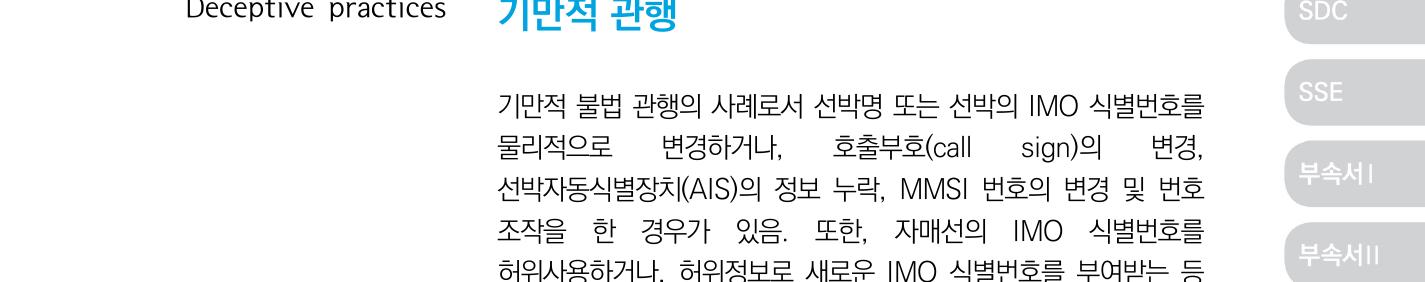 Deceptive practices
기만적 관행
기만적 불법 관행의 사례로서 선박명 또는 선박의 IMO 식별번호를
물리적으로 변경하거나, 호출부호(call sign)의 변경,
선박자동식별장치(AIS)의 정보 누락, MMSI 번호의 변경 및 번호
조작을 한 경우가 있음. 또한, 자매선의 IMO 식별번호를
허위사용하거나, 허위정보로 새로운 IMO 식별번호를 부여받는 등
SDC
SSE
부속서I
부속서II